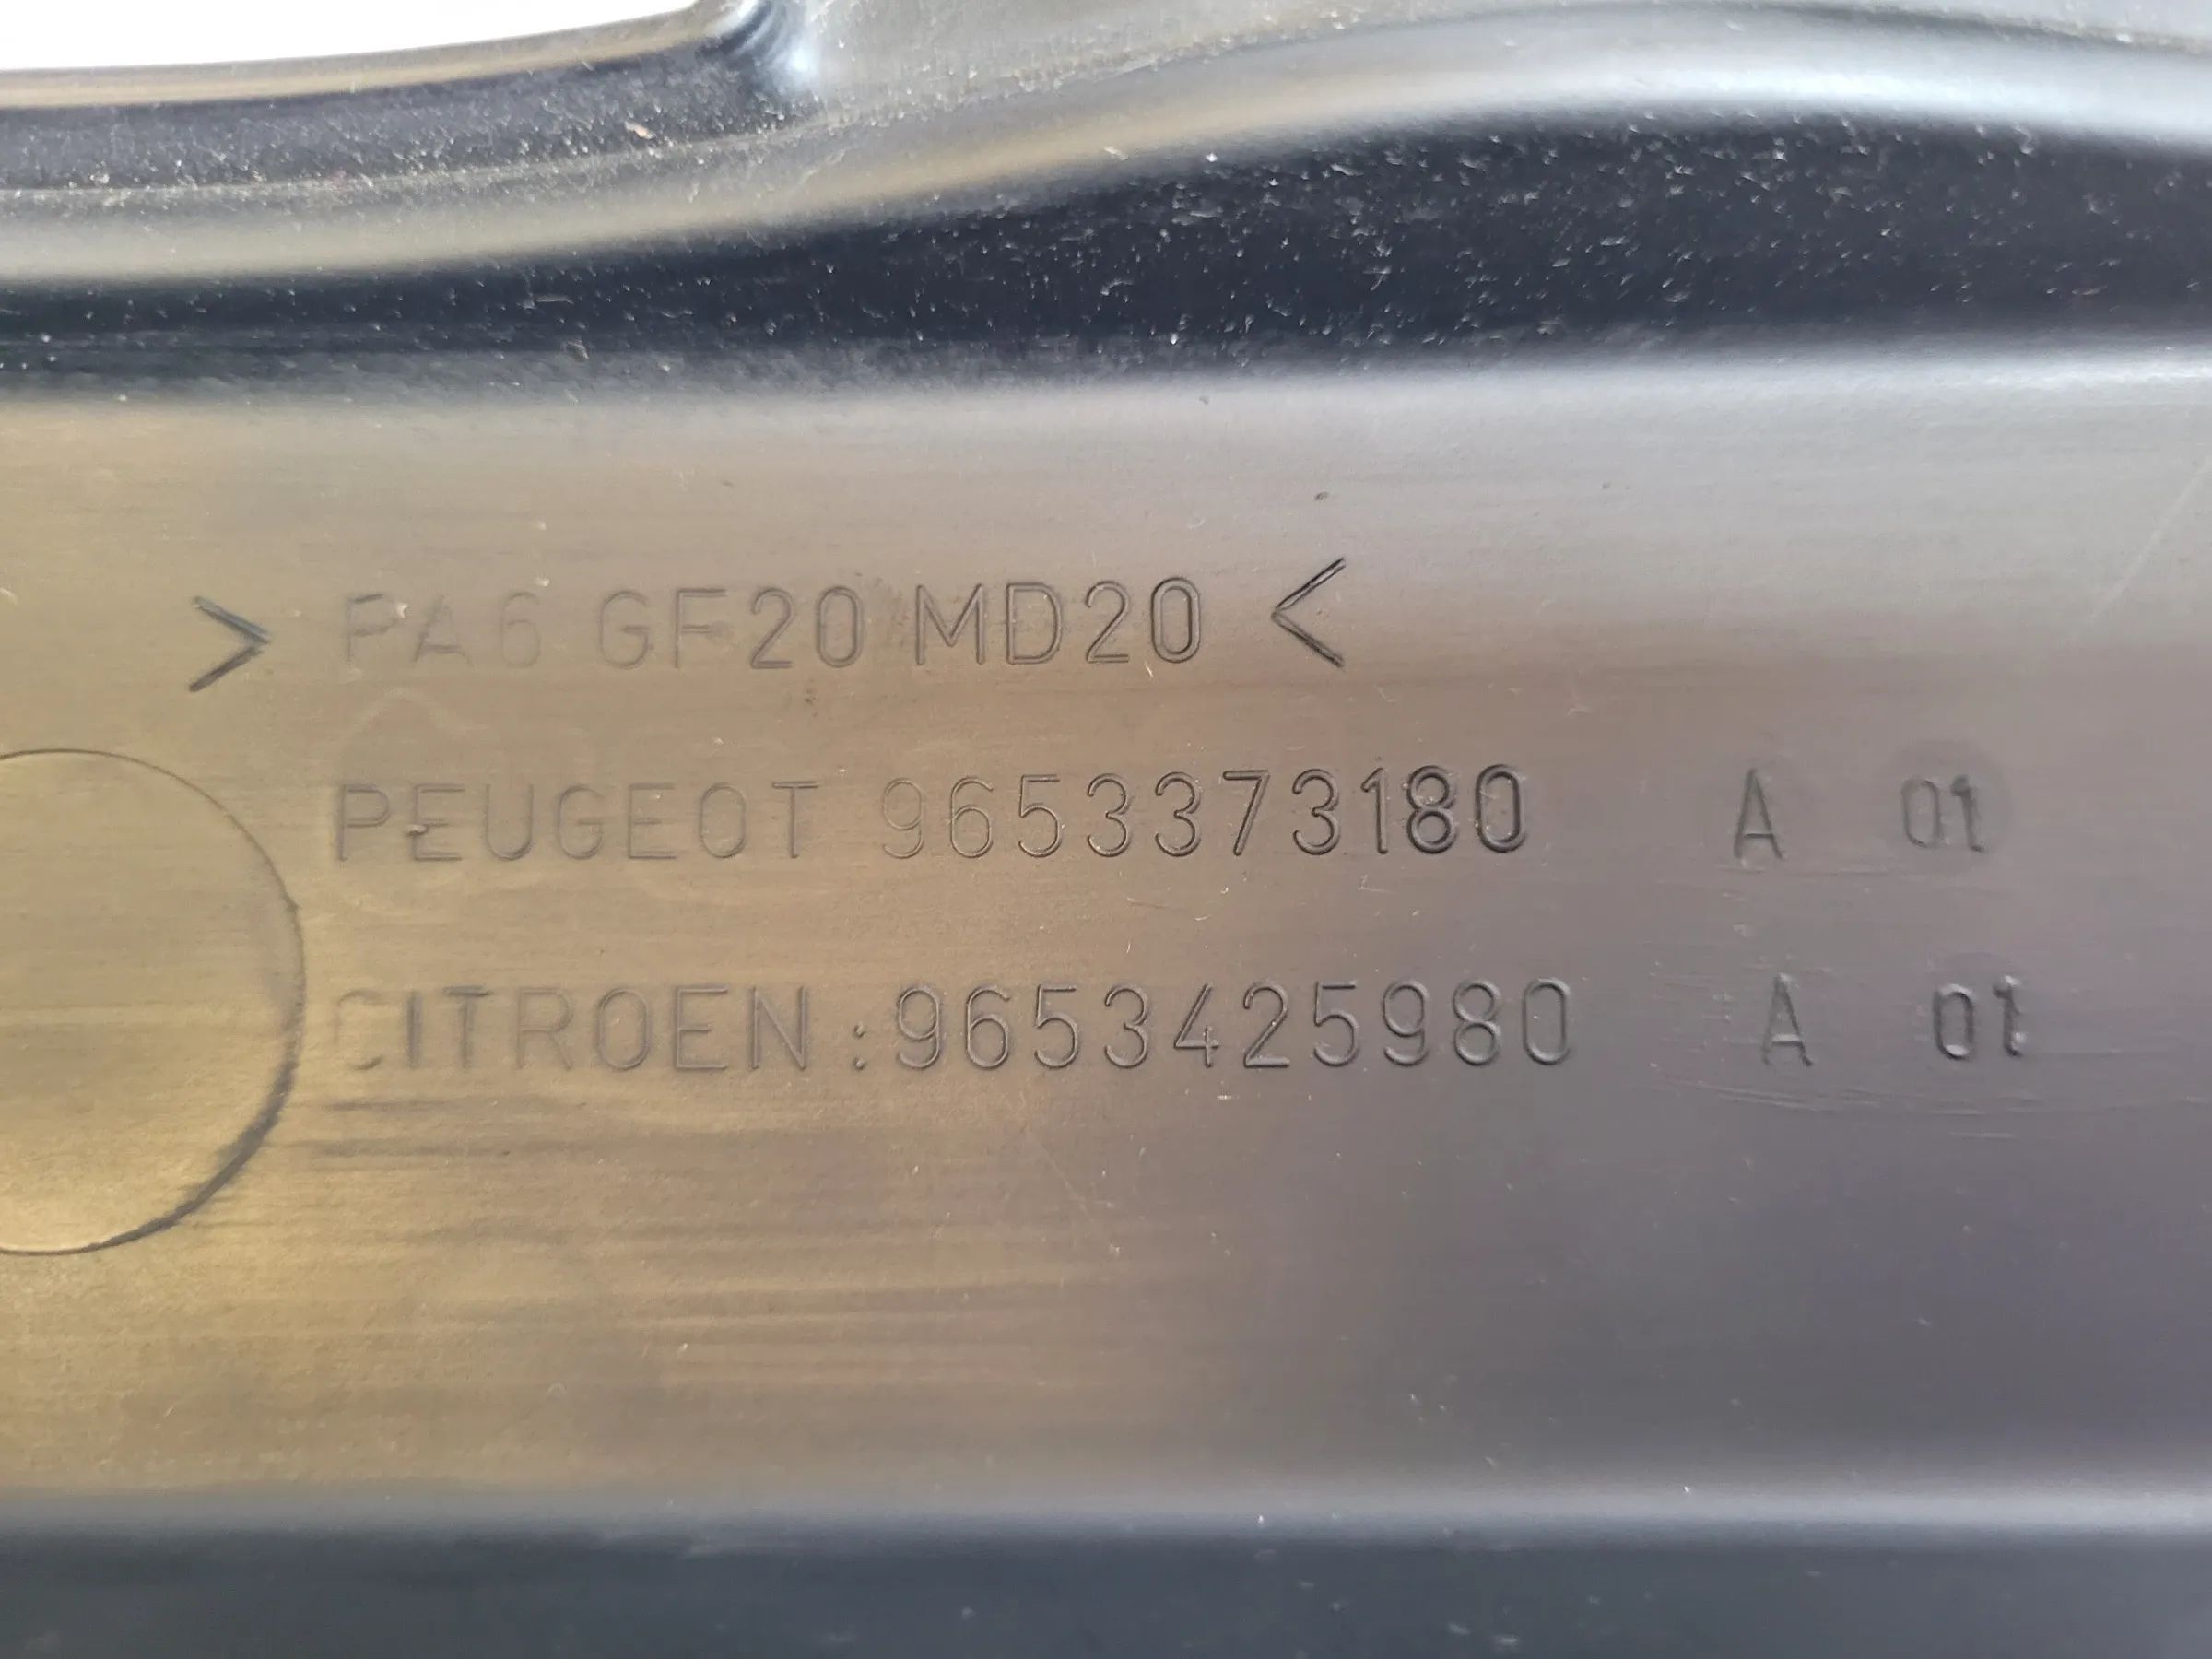 > PA6 GF20 MD20 <
PEUGEOT 9653373180 A 01
CITROEN :9653425980 A 01